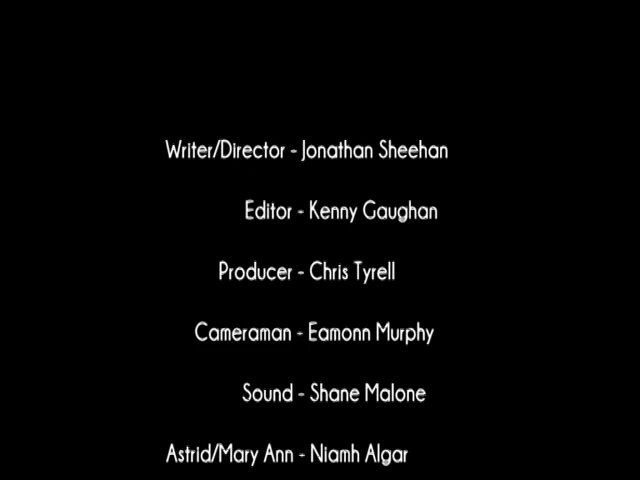 Writer/Director - Jonathan Sheehan
Editor - Kenny Gaughan
Producer - Chris Tyrell
Cameraman - Eamonn Murphy
Sound - Shane Malone
Astrid/Mary Ann - Niamh Algar